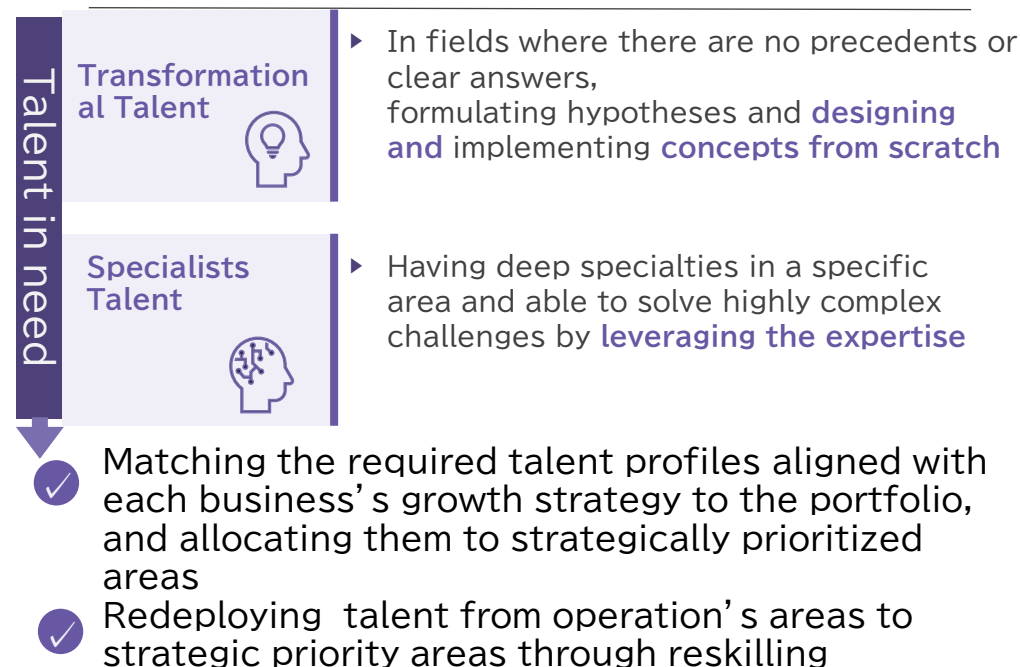 Talent in need
Transformation
al Talent
▶ In fields where there are no precedents or
clear answers,
formulating hypotheses and designing
and implementing concepts from scratch
Specialists
Talent
▶ Having deep specialties in a specific
area and able to solve highly complex
challenges by leveraging the expertise
✓ Matching the required talent profiles aligned with
each business’s growth strategy to the portfolio,
and allocating them to strategically prioritized
areas
✓ Redeploying talent from operation’s areas to
strategic priority areas through reskilling